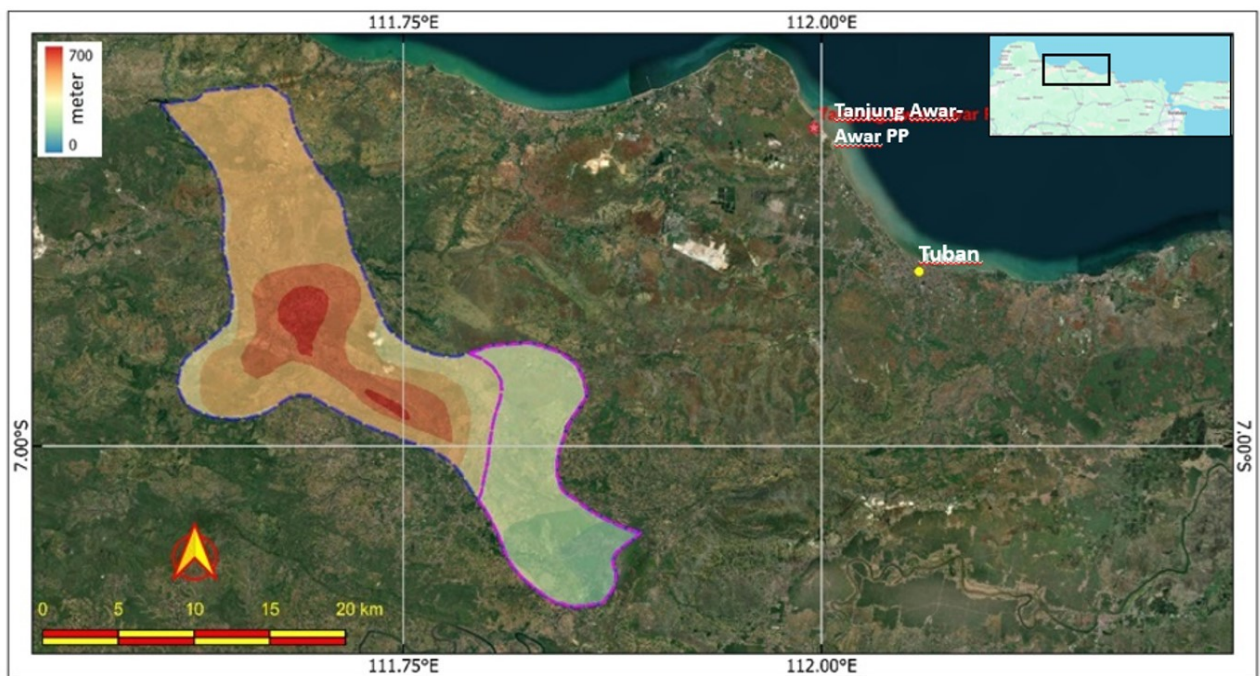 111.75°E
112.00°E
700
meter
0
Tanjung Awar-
Awar PP
Tuban
7.00°S
7.00°S
0 5 10 15 20 km
111.75°E
112.00°E